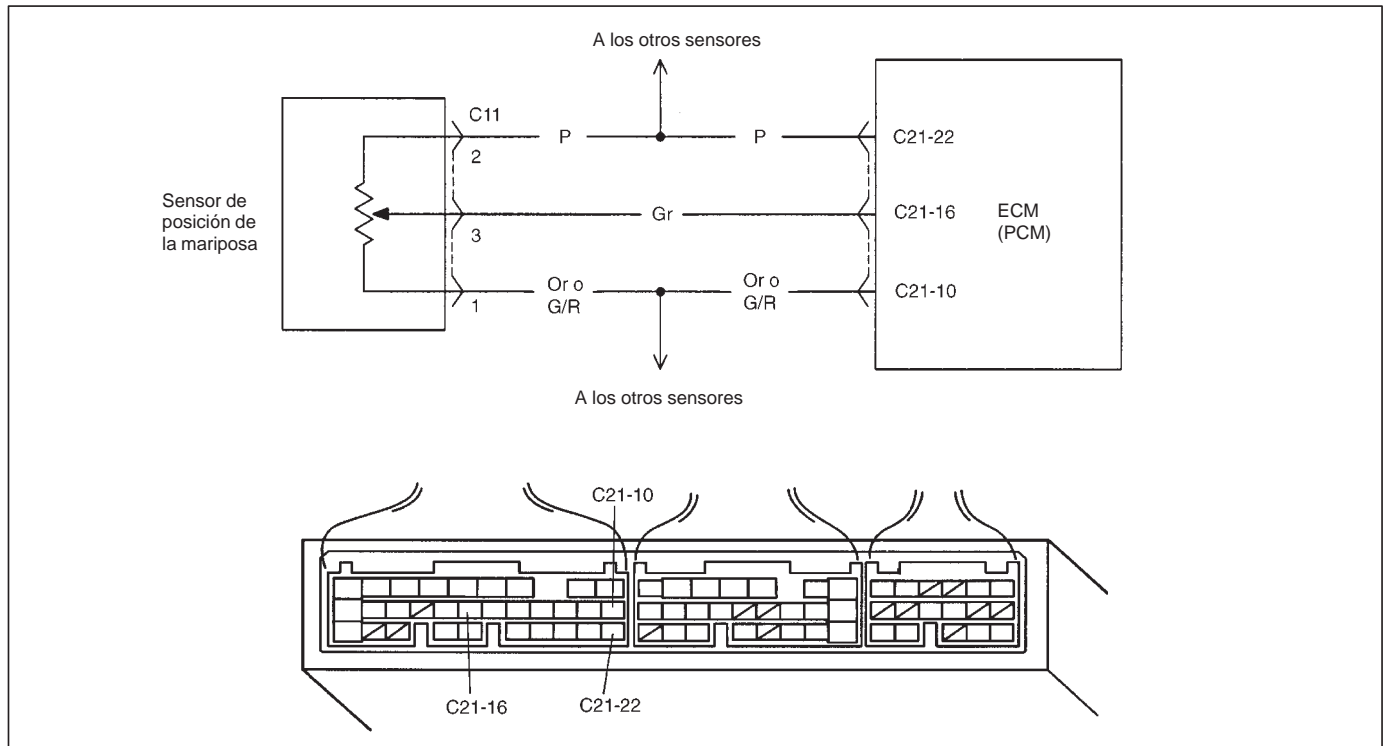 A los otros sensores
C11
P
P
C21-22
2
Sensor de
posición de
la mariposa
Gr
C21-16
ECM
(PCM)
3
Or o
G/R
Or o
G/R
C21-10
1
A los otros sensores
C21-10
C21-16
C21-22